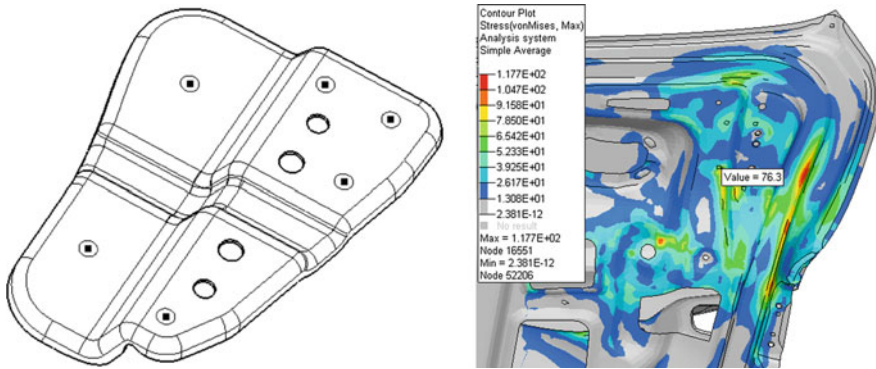 Contour Plot
Stress(vonMises, Max)
Analysis system
Simple Average
1.177E+02
1.047E+02
9.158E+01
7.850E+01
6.542E+01
5.233E+01
3.925E+01
2.617E+01
1.308E+01
2.381E-12
No result
Max = 1.177E+02
Node 16551
Min = 2.381E-12
Node 52206
Value = 76.3